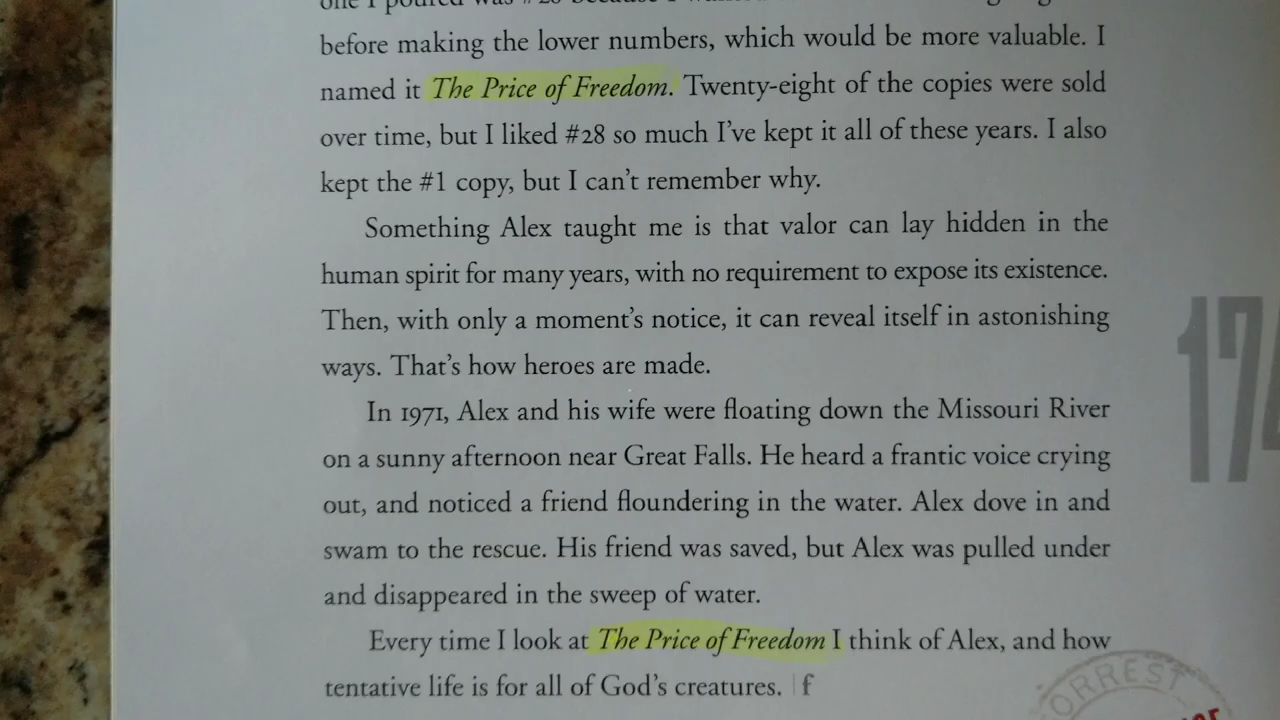 before making the lower numbers, which would be more valuable. I
named it The Price of Freedom. Twenty-eight of the copies were sold
over time, but I liked #28 so much I've kept it all of these years. I also
kept the #1 copy, but I can't remember why.
Something Alex taught me is that valor can lay hidden in the
human spirit for many years, with no requirement to expose its existence.
Then, with only a moment's notice, it can reveal itself in astonishing
ways. That's how heroes are made.
In 1971, Alex and his wife were floating down the Missouri River
on a sunny afternoon near Great Falls. He heard a frantic voice crying
out, and noticed a friend floundering in the water. Alex dove in and
swam to the rescue. His friend was saved, but Alex was pulled under
and disappeared in the sweep of water.
Every time I look at The Price of Freedom I think of Alex, and how
tentative life is for all of God's creatures. f
174